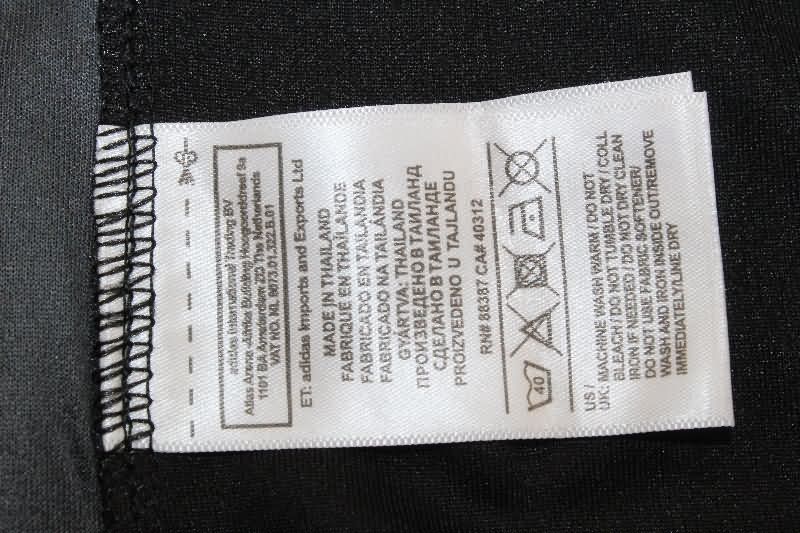 adidas International Trading BV
Atlas Arena -Afrika Building Hoogoorddreef 9a
1101 BA Amsterdam ZO The Netherlands
VAT NO. NL 8073.01.322.B.01
ET: adidas Imports and Exports Ltd
MADE IN THAILAND
FABRIQUE EN THAÏLANDE
FABRICADO EN TAILANDIA
FABRICADO NA TAILANDIA
GYÁRTVA: THAILAND
ПРОИЗВЕДЕНО В ТАИЛАНД
СДЕЛАНО В ТАИЛАНДЕ
PROIZVEDENO U TAJLANDU
RN# 88387 CA# 40312
40
US /
UK: MACHINE WASH WARM / DO NOT
BLEACH / DO NOT TUMBLE DRY / COLL
IRON IF NEEDED / DO NOT DRY CLEAN
DO NOT USE FABRIC SOFTENER/
WASH AND IRON INSIDE OUT/REMOVE
IMMEDIATELY/LINE DRY